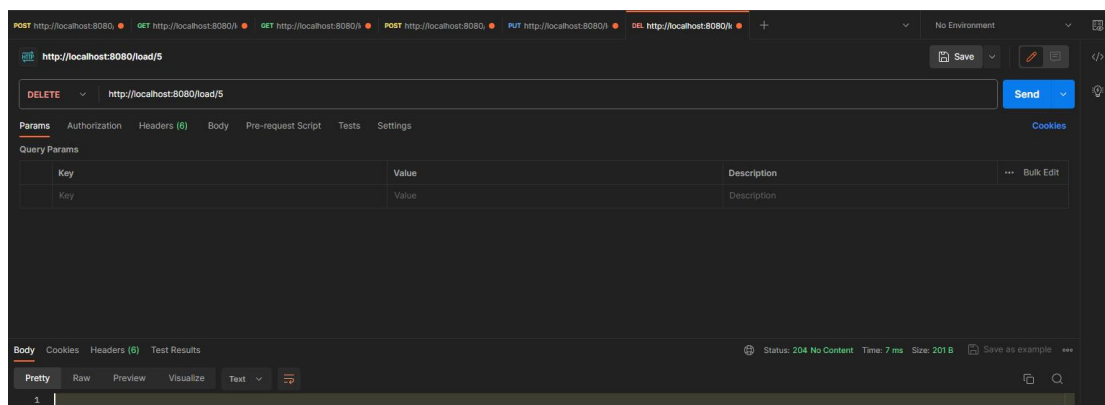 POST http://localhost:8080/ GET http://localhost:8080/l GET http://localhost:8080/l POST http://localhost:8080/ PUT http://localhost:8080/l DEL http://localhost:8080/lo + No Environment
HTTP http://localhost:8080/load/5 Save </>
DELETE http://localhost:8080/load/5 Send
Params Authorization Headers (6) Body Pre-request Script Tests Settings Cookies
Query Params
Key Value Description ••• Bulk Edit
Key Value Description
Body Cookies Headers (6) Test Results Status: 204 No Content Time: 7 ms Size: 201 B Save as example •••
Pretty Raw Preview Visualize Text
1